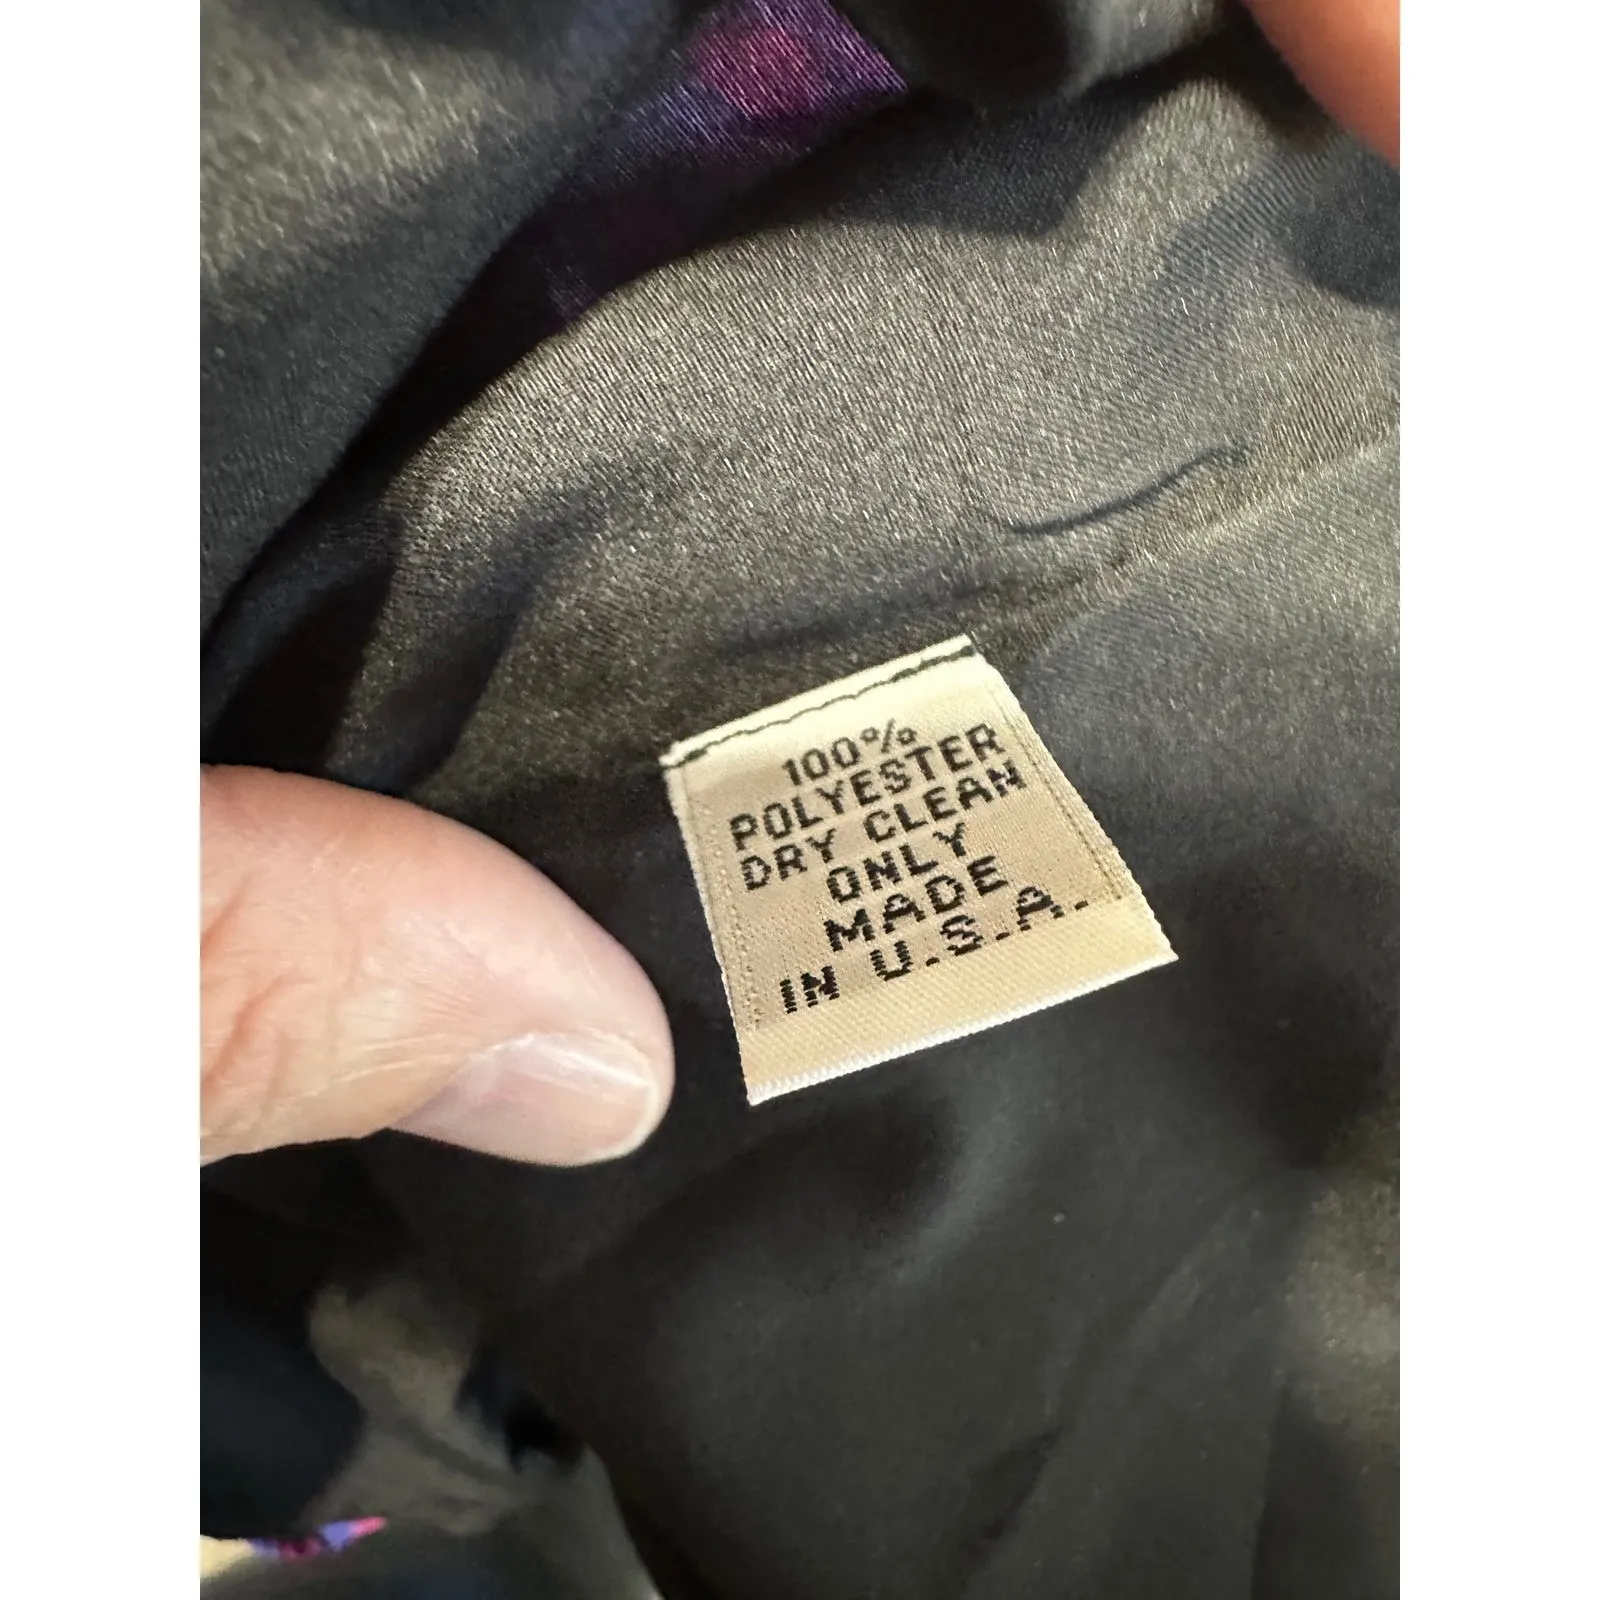 100%
POLYESTER
DRY CLEAN
ONLY
MADE
IN U.S.A.